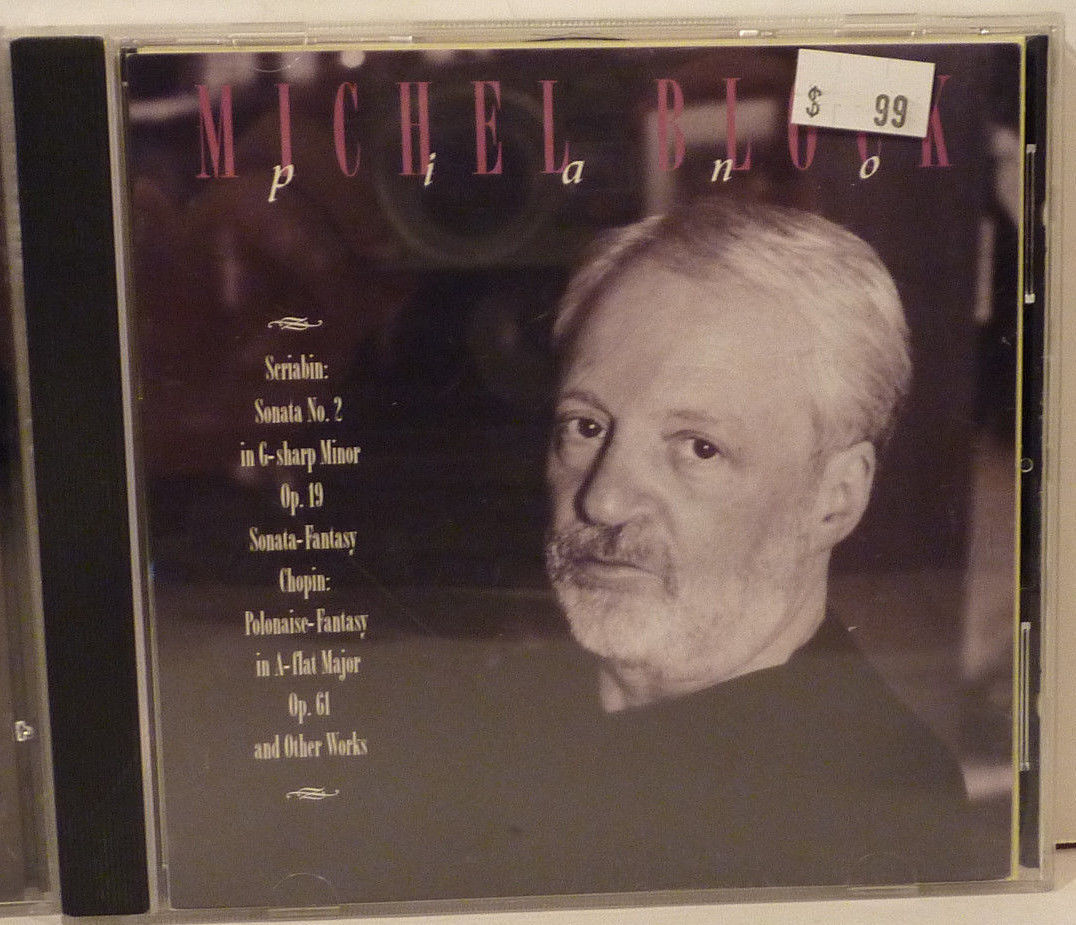 MICHEL BLOCK
piano
$ 99
Scriabin:
Sonata No. 2
in G-sharp Minor
Op. 19
Sonata-Fantasy
Chopin:
Polonaise-Fantasy
in A-flat Major
Op. 61
and Other Works